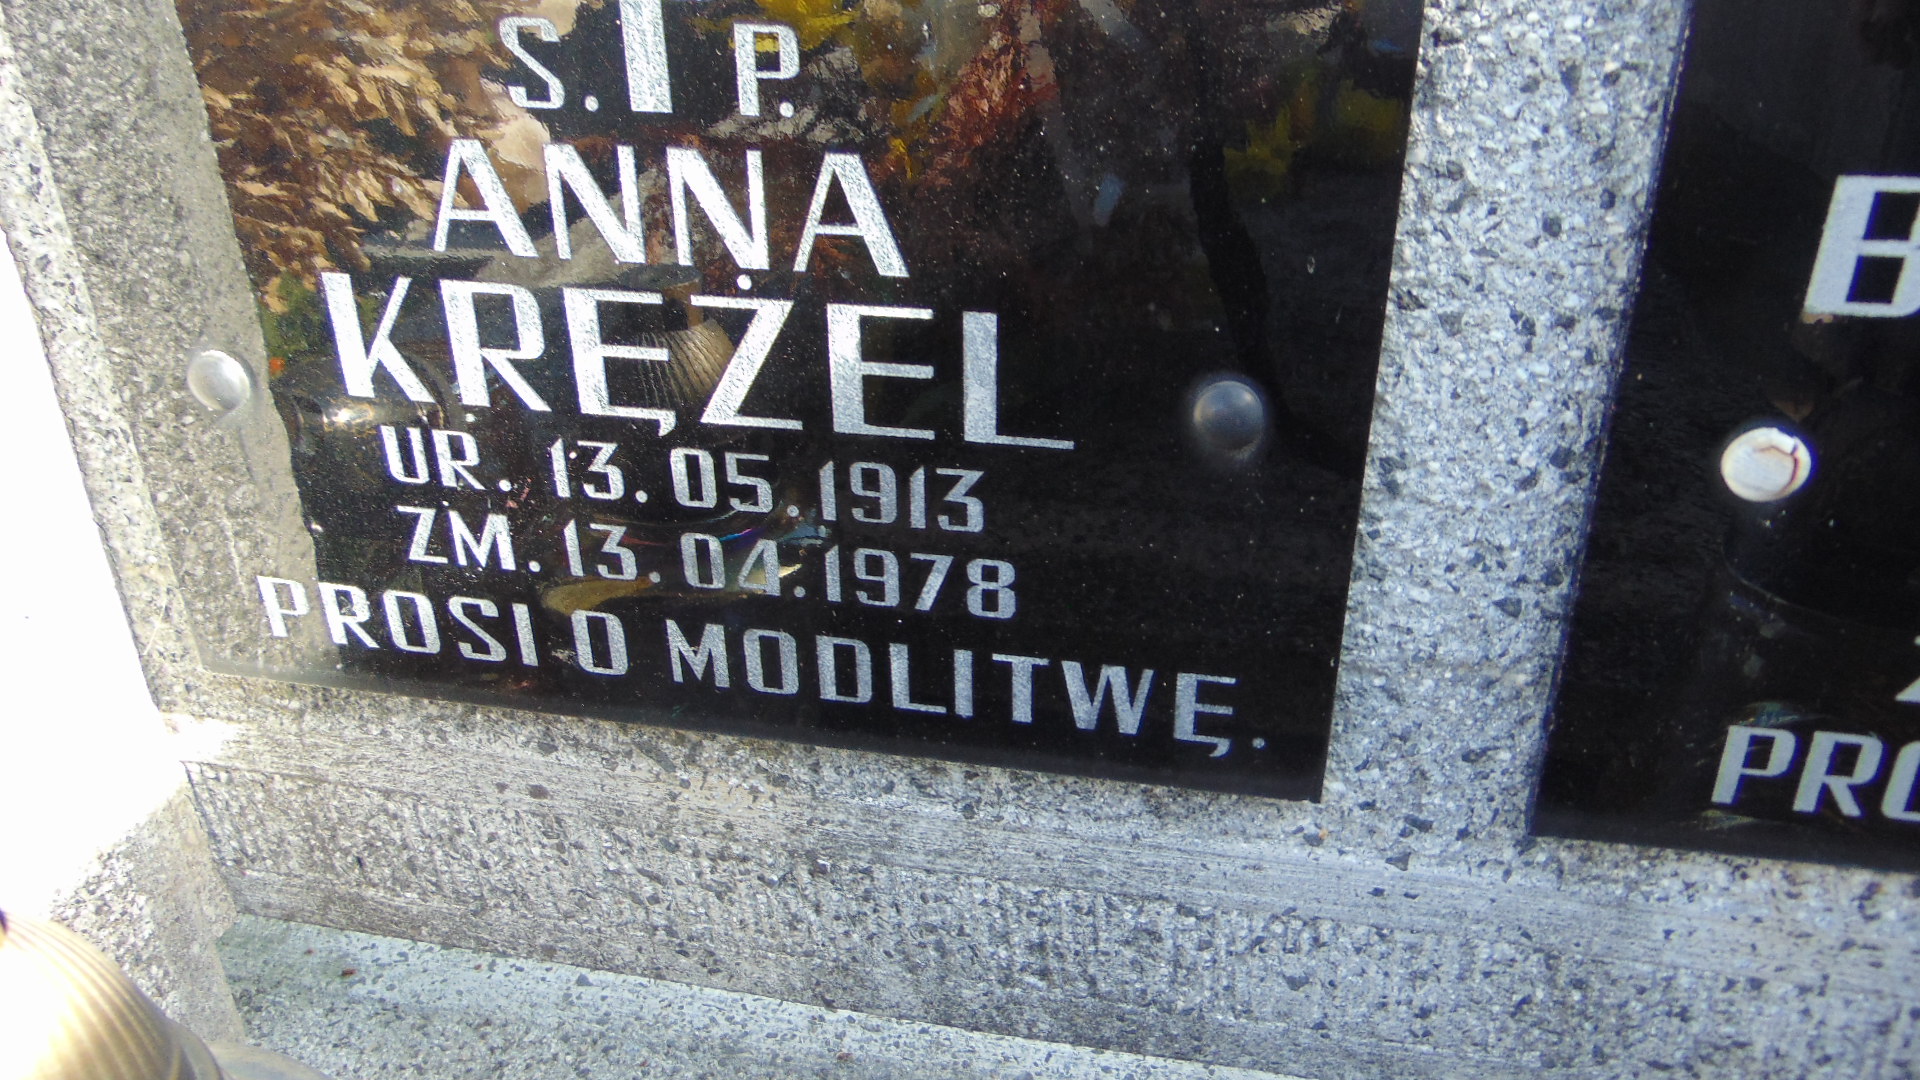 S. P.
ANNA
KRĘŻEL
UR. 13.05.1913
ZM. 13.04.1978
PROSI O MODLITWĘ.